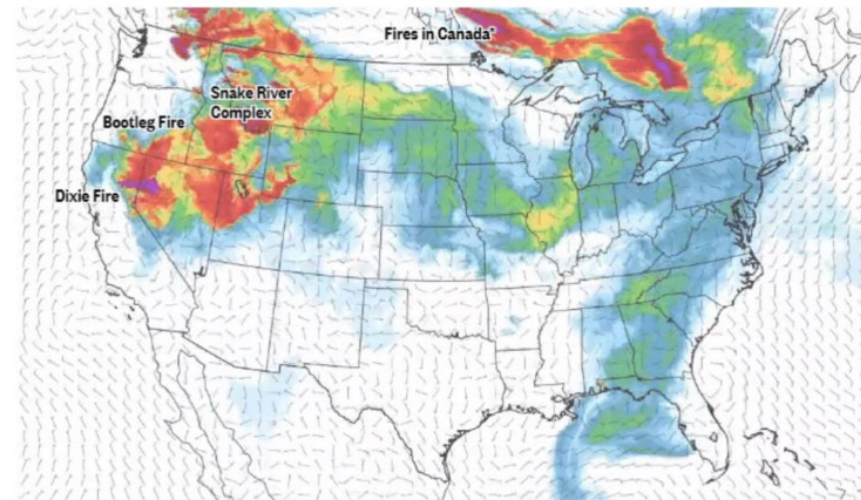 Fires in Canada*
Snake River
Complex
Bootleg Fire
Dixie Fire